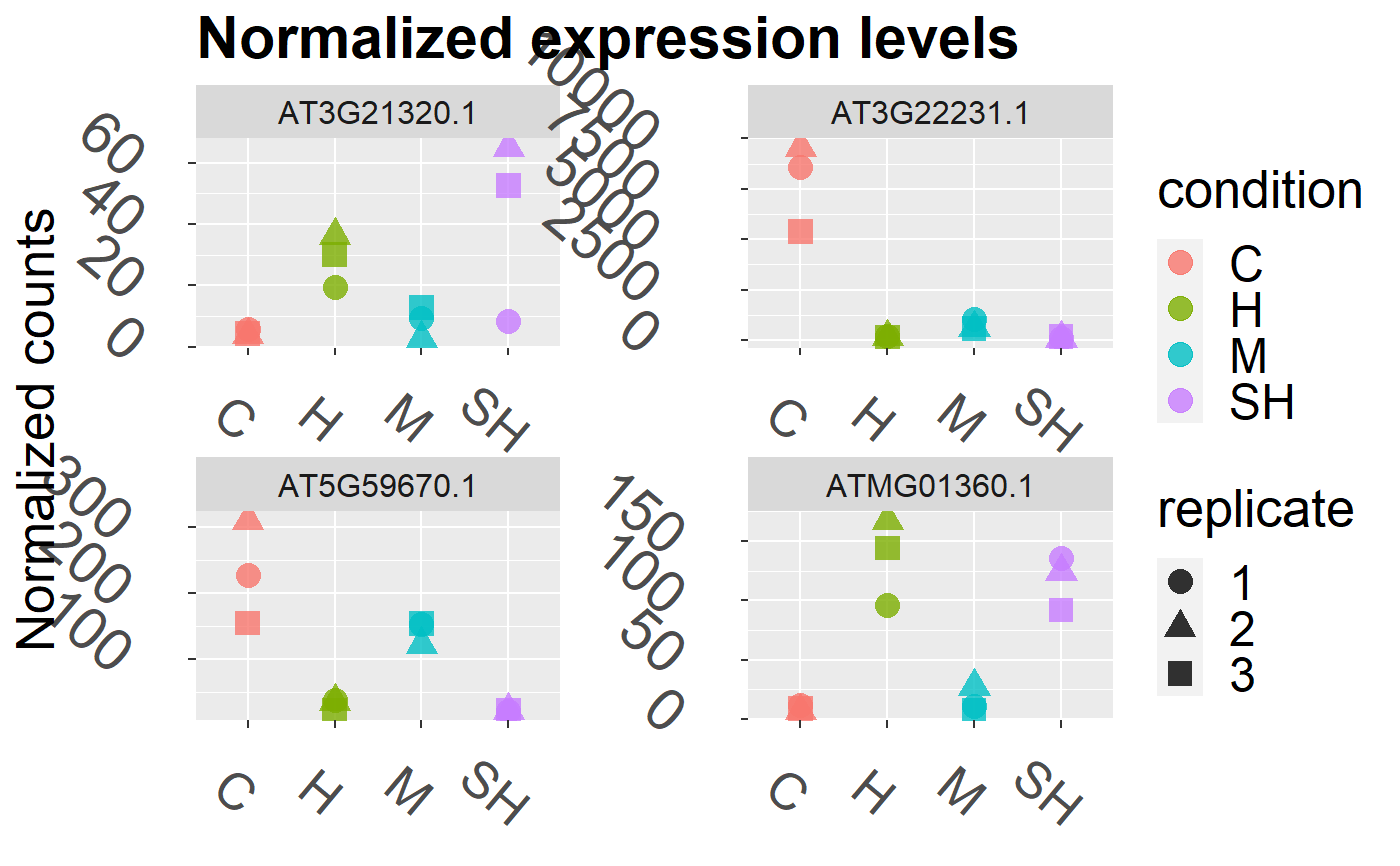 Normalized expression levels
Normalized counts
AT3G21320.1
60
40
20
0
C
H
M
SH
AT3G22231.1
10000
7500
5000
2500
0
C
H
M
SH
AT5G59670.1
300
200
100
C
H
M
SH
ATMG01360.1
150
100
50
0
C
H
M
SH
condition
C
H
M
SH
replicate
1
2
3